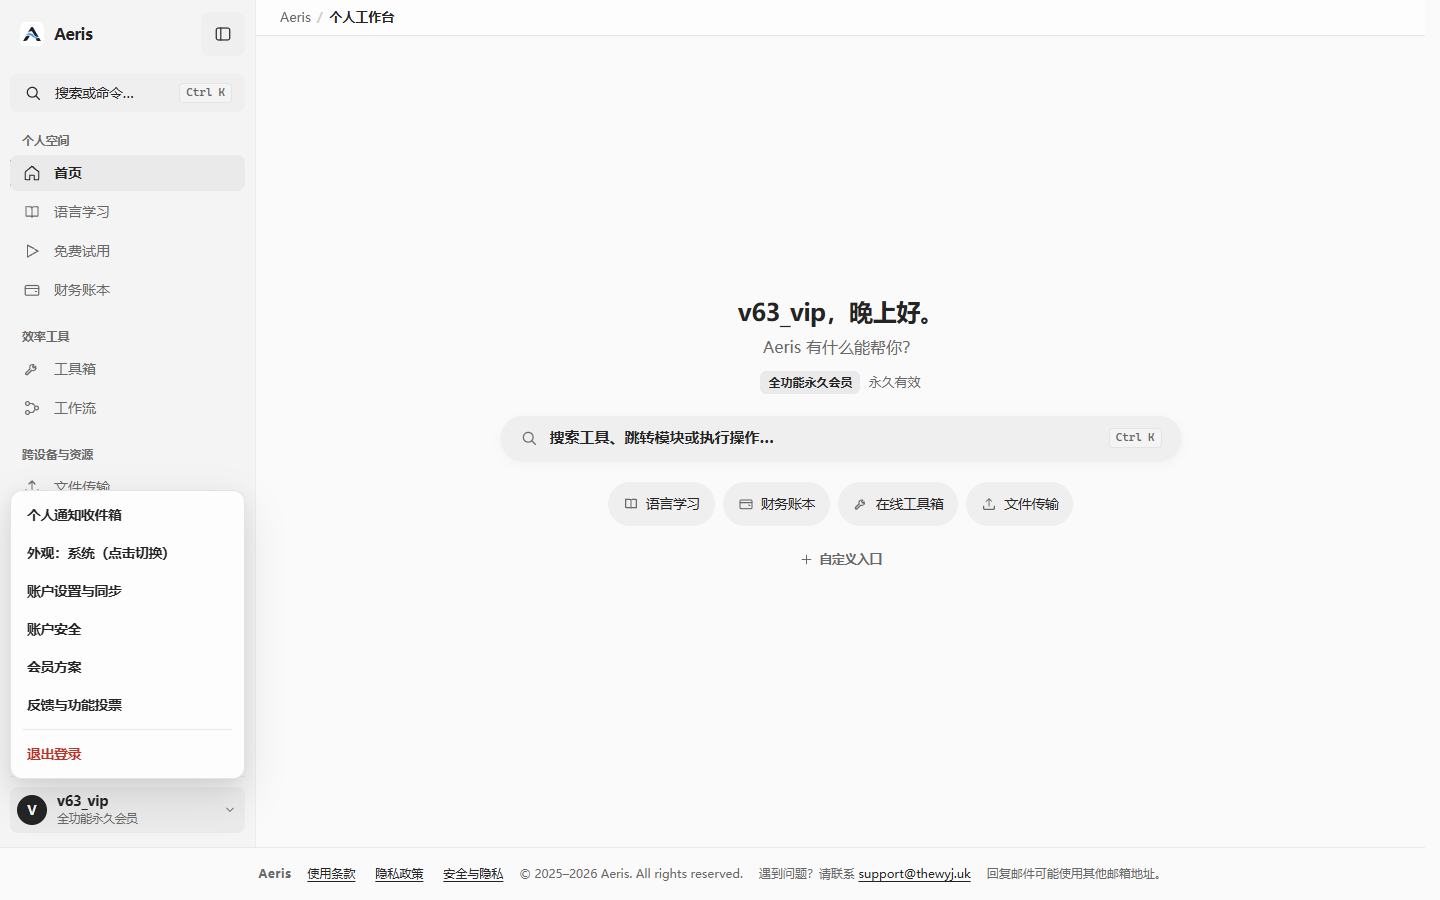 Aeris
搜索或命令... Ctrl K
个人空间
首页
语言学习
免费试用
财务账本
效率工具
工具箱
工作流
跨设备与资源
文件传输
个人通知收件箱
外观：系统（点击切换）
账户设置与同步
账户安全
会员方案
反馈与功能投票
退出登录
V
v63_vip
全功能永久会员
Aeris / 个人工作台
v63_vip，晚上好。
Aeris 有什么能帮你？
全功能永久会员 永久有效
搜索工具、跳转模块或执行操作... Ctrl K
语言学习 财务账本 在线工具箱 文件传输
自定义入口
Aeris 使用条款 隐私政策 安全与隐私 © 2025–2026 Aeris. All rights reserved. 遇到问题？请联系 support@thewyj.uk 回复邮件可能使用其他邮箱地址。